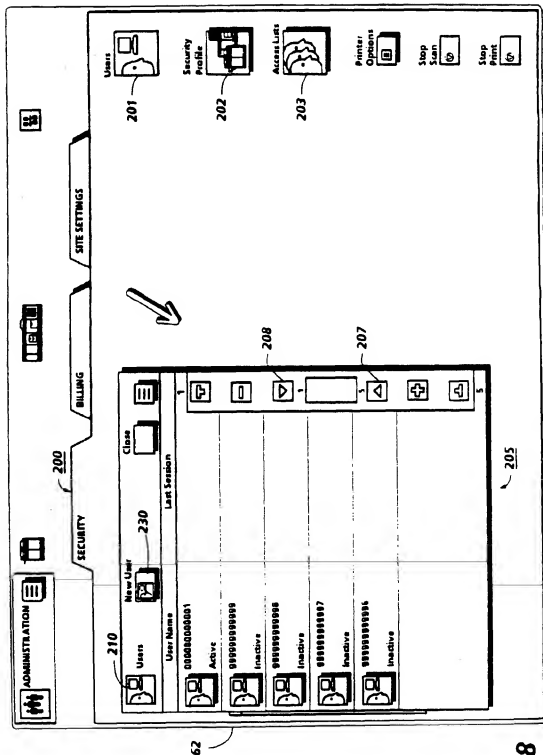 ADMINISTRATION
200
SECURITY
BILLING
SITE SETTINGS
210
Users
New User
230
Close
User Name
Last Session
000000000001
Active
999999999999
Inactive
999999999998
Inactive
999999999997
Inactive
999999999996
Inactive
1
1
5
5
208
207
205
Users
201
Security
Profile
202
Access Lists
203
Printer
Options
Stop
Scan
Stop
Print
62
8